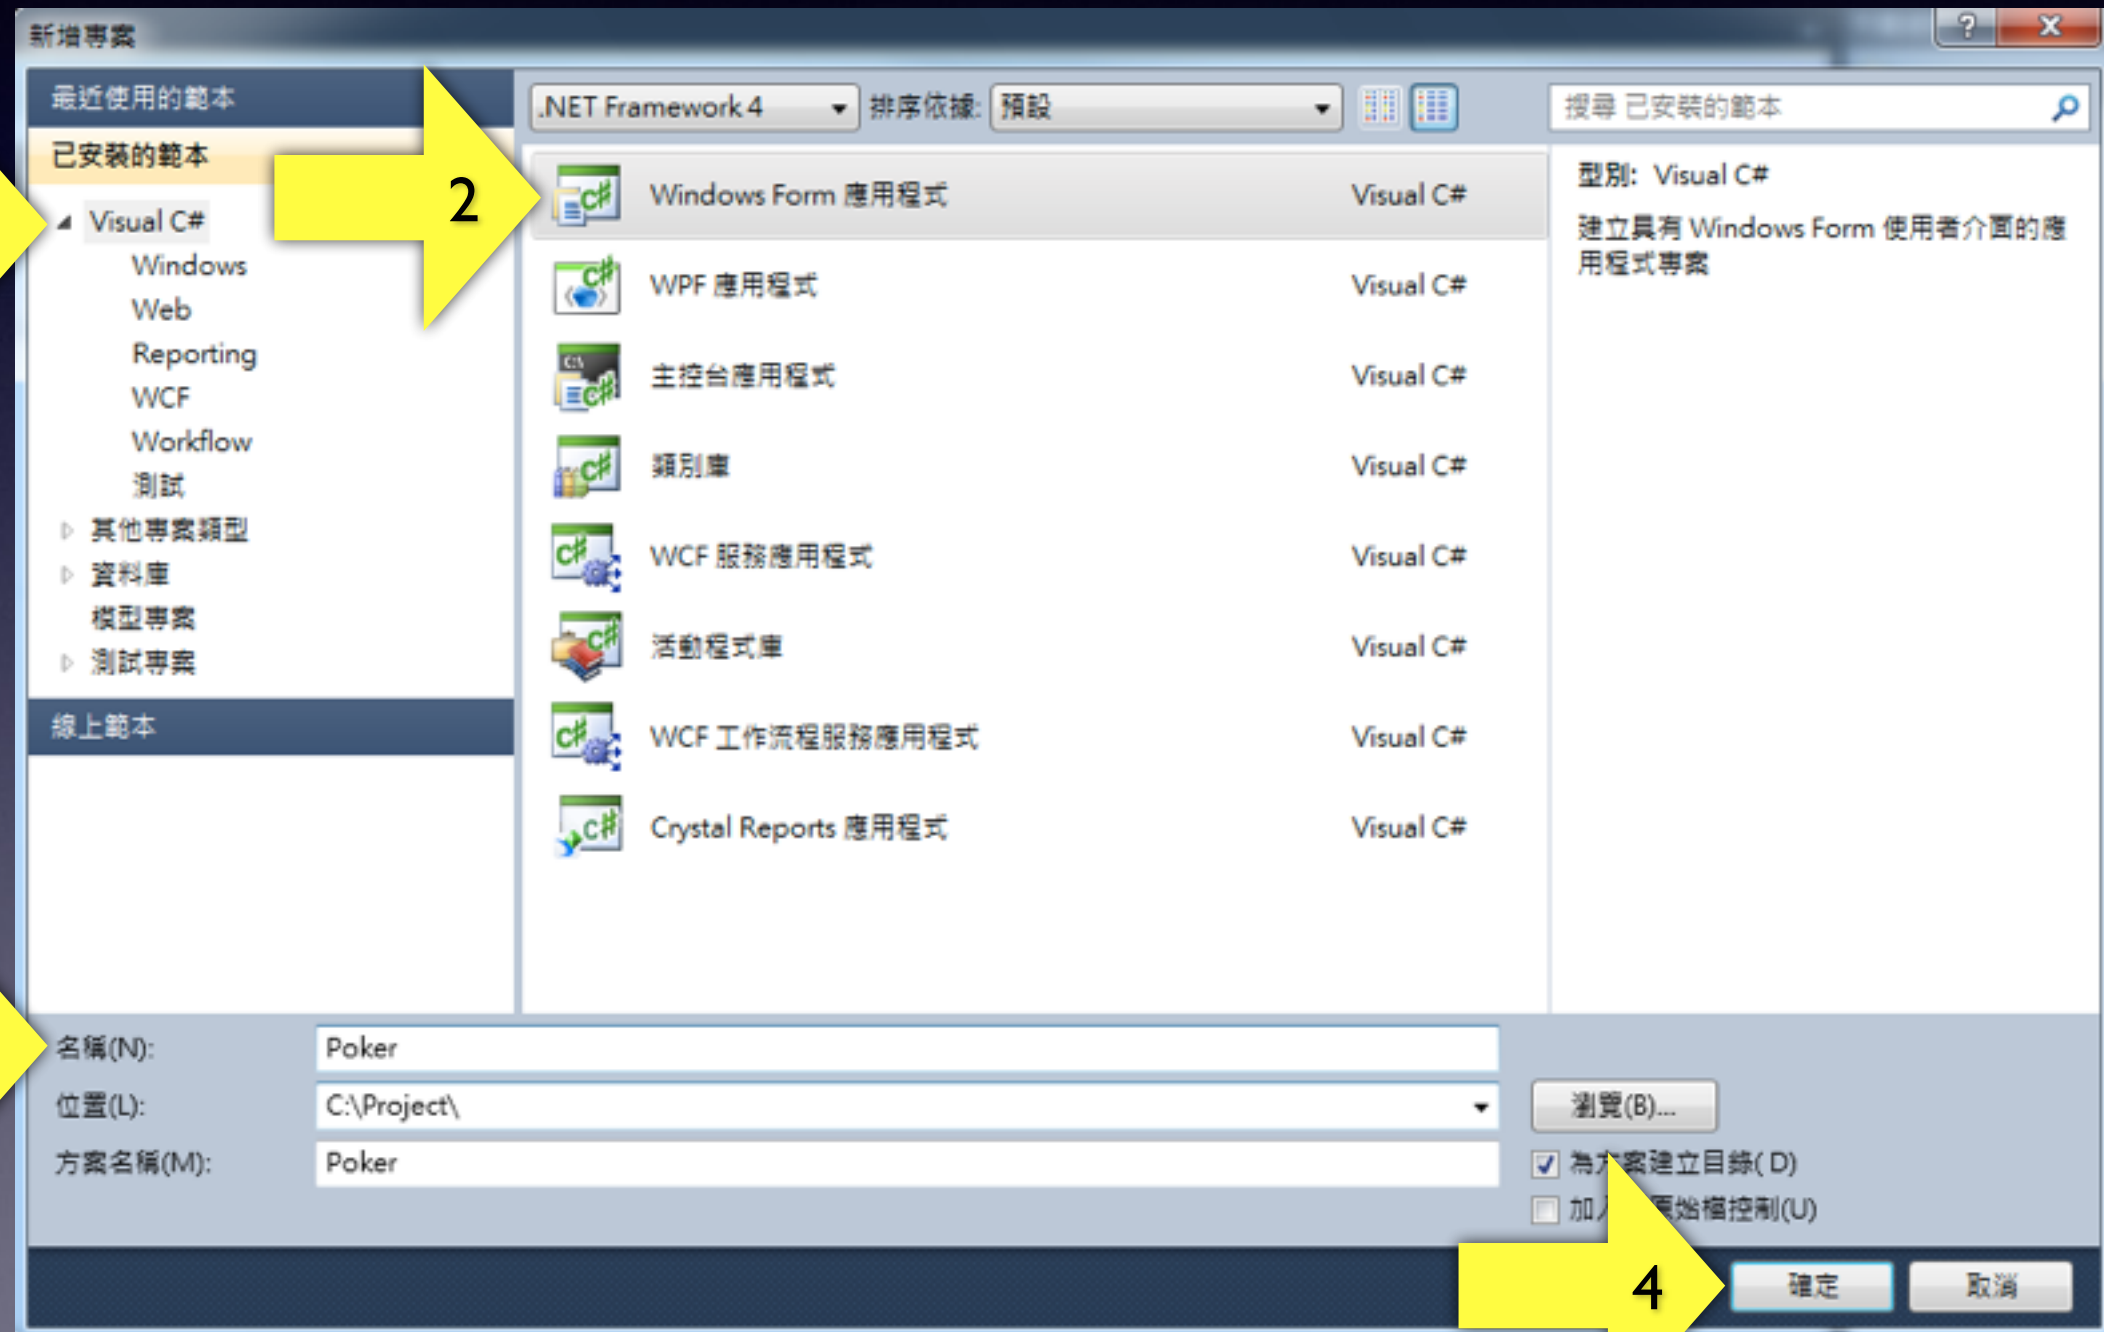 新增專案
最近使用的範本
已安裝的範本
Visual C#
Windows
Web
Reporting
WCF
Workflow
測試
其他專案類型
資料庫
模型專案
測試專案
線上範本
2
.NET Framework 4 排序依據: 預設
搜尋 已安裝的範本
Windows Form 應用程式 Visual C#
WPF 應用程式 Visual C#
主控台應用程式 Visual C#
類別庫 Visual C#
WCF 服務應用程式 Visual C#
活動程式庫 Visual C#
WCF 工作流程服務應用程式 Visual C#
Crystal Reports 應用程式 Visual C#
型別: Visual C#
建立具有 Windows Form 使用者介面的應
用程式專案
名稱(N): Poker
位置(L): C:\Project\
瀏覽(B)...
方案名稱(M): Poker
為方案建立目錄(D)
加入 原始檔控制(U)
4
確定
取消